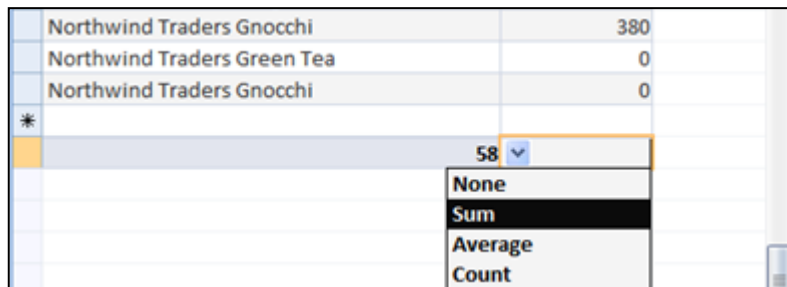 Northwind Traders Gnocchi 380
Northwind Traders Green Tea 0
Northwind Traders Gnocchi 0
58
None
Sum
Average
Count